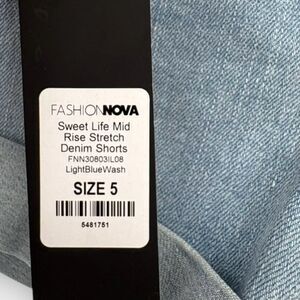 FASHIONNOVA
Sweet Life Mid
Rise Stretch
Denim Shorts
FNN30803IL08
LightBlueWash
SIZE 5
5481751